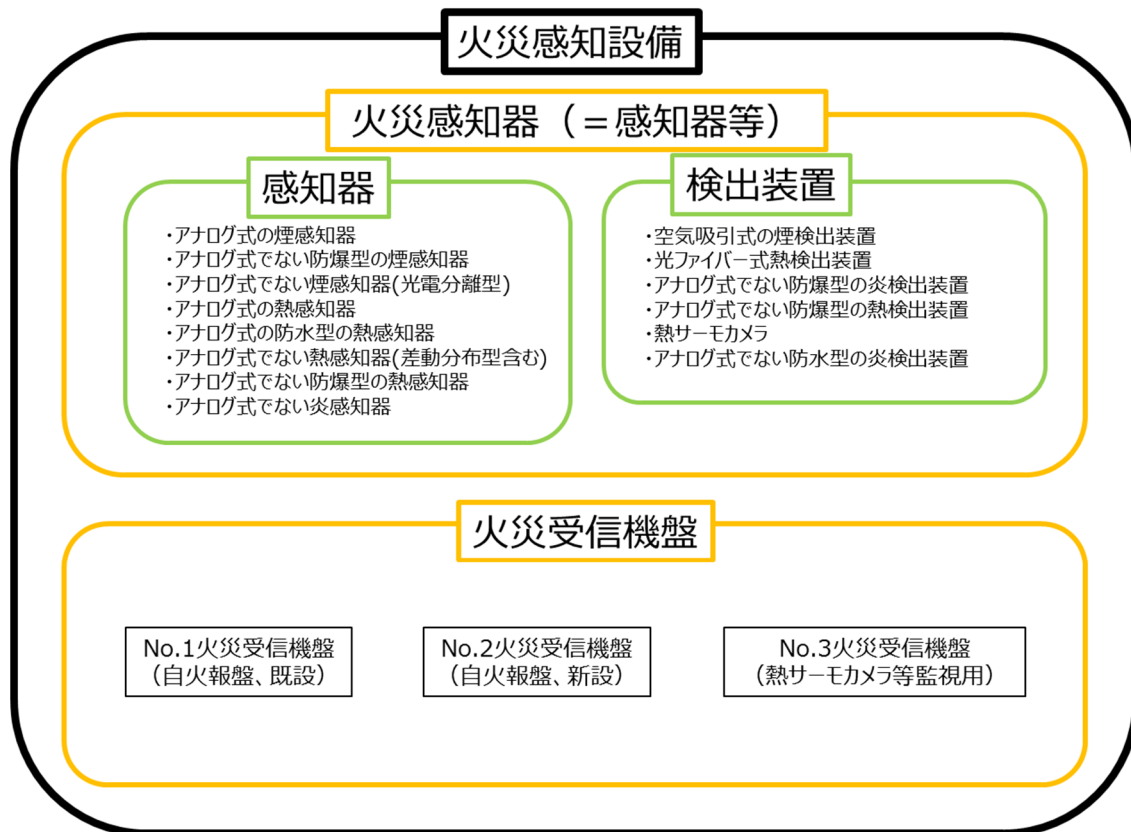 火災感知設備
火災感知器（＝感知器等）
感知器
・アナログ式の煙感知器
・アナログ式でない防爆型の煙感知器
・アナログ式でない煙感知器(光電分離型)
・アナログ式の熱感知器
・アナログ式の防水型の熱感知器
・アナログ式でない熱感知器(差動分布型含む)
・アナログ式でない防爆型の熱感知器
・アナログ式でない炎感知器
検出装置
・空気吸引式の煙検出装置
・光ファイバー式熱検出装置
・アナログ式でない防爆型の炎検出装置
・アナログ式でない防爆型の熱検出装置
・熱サーモカメラ
・アナログ式でない防水型の炎検出装置
火災受信機盤
No.1火災受信機盤
（自火報盤、既設）
No.2火災受信機盤
（自火報盤、新設）
No.3火災受信機盤
（熱サーモカメラ等監視用）